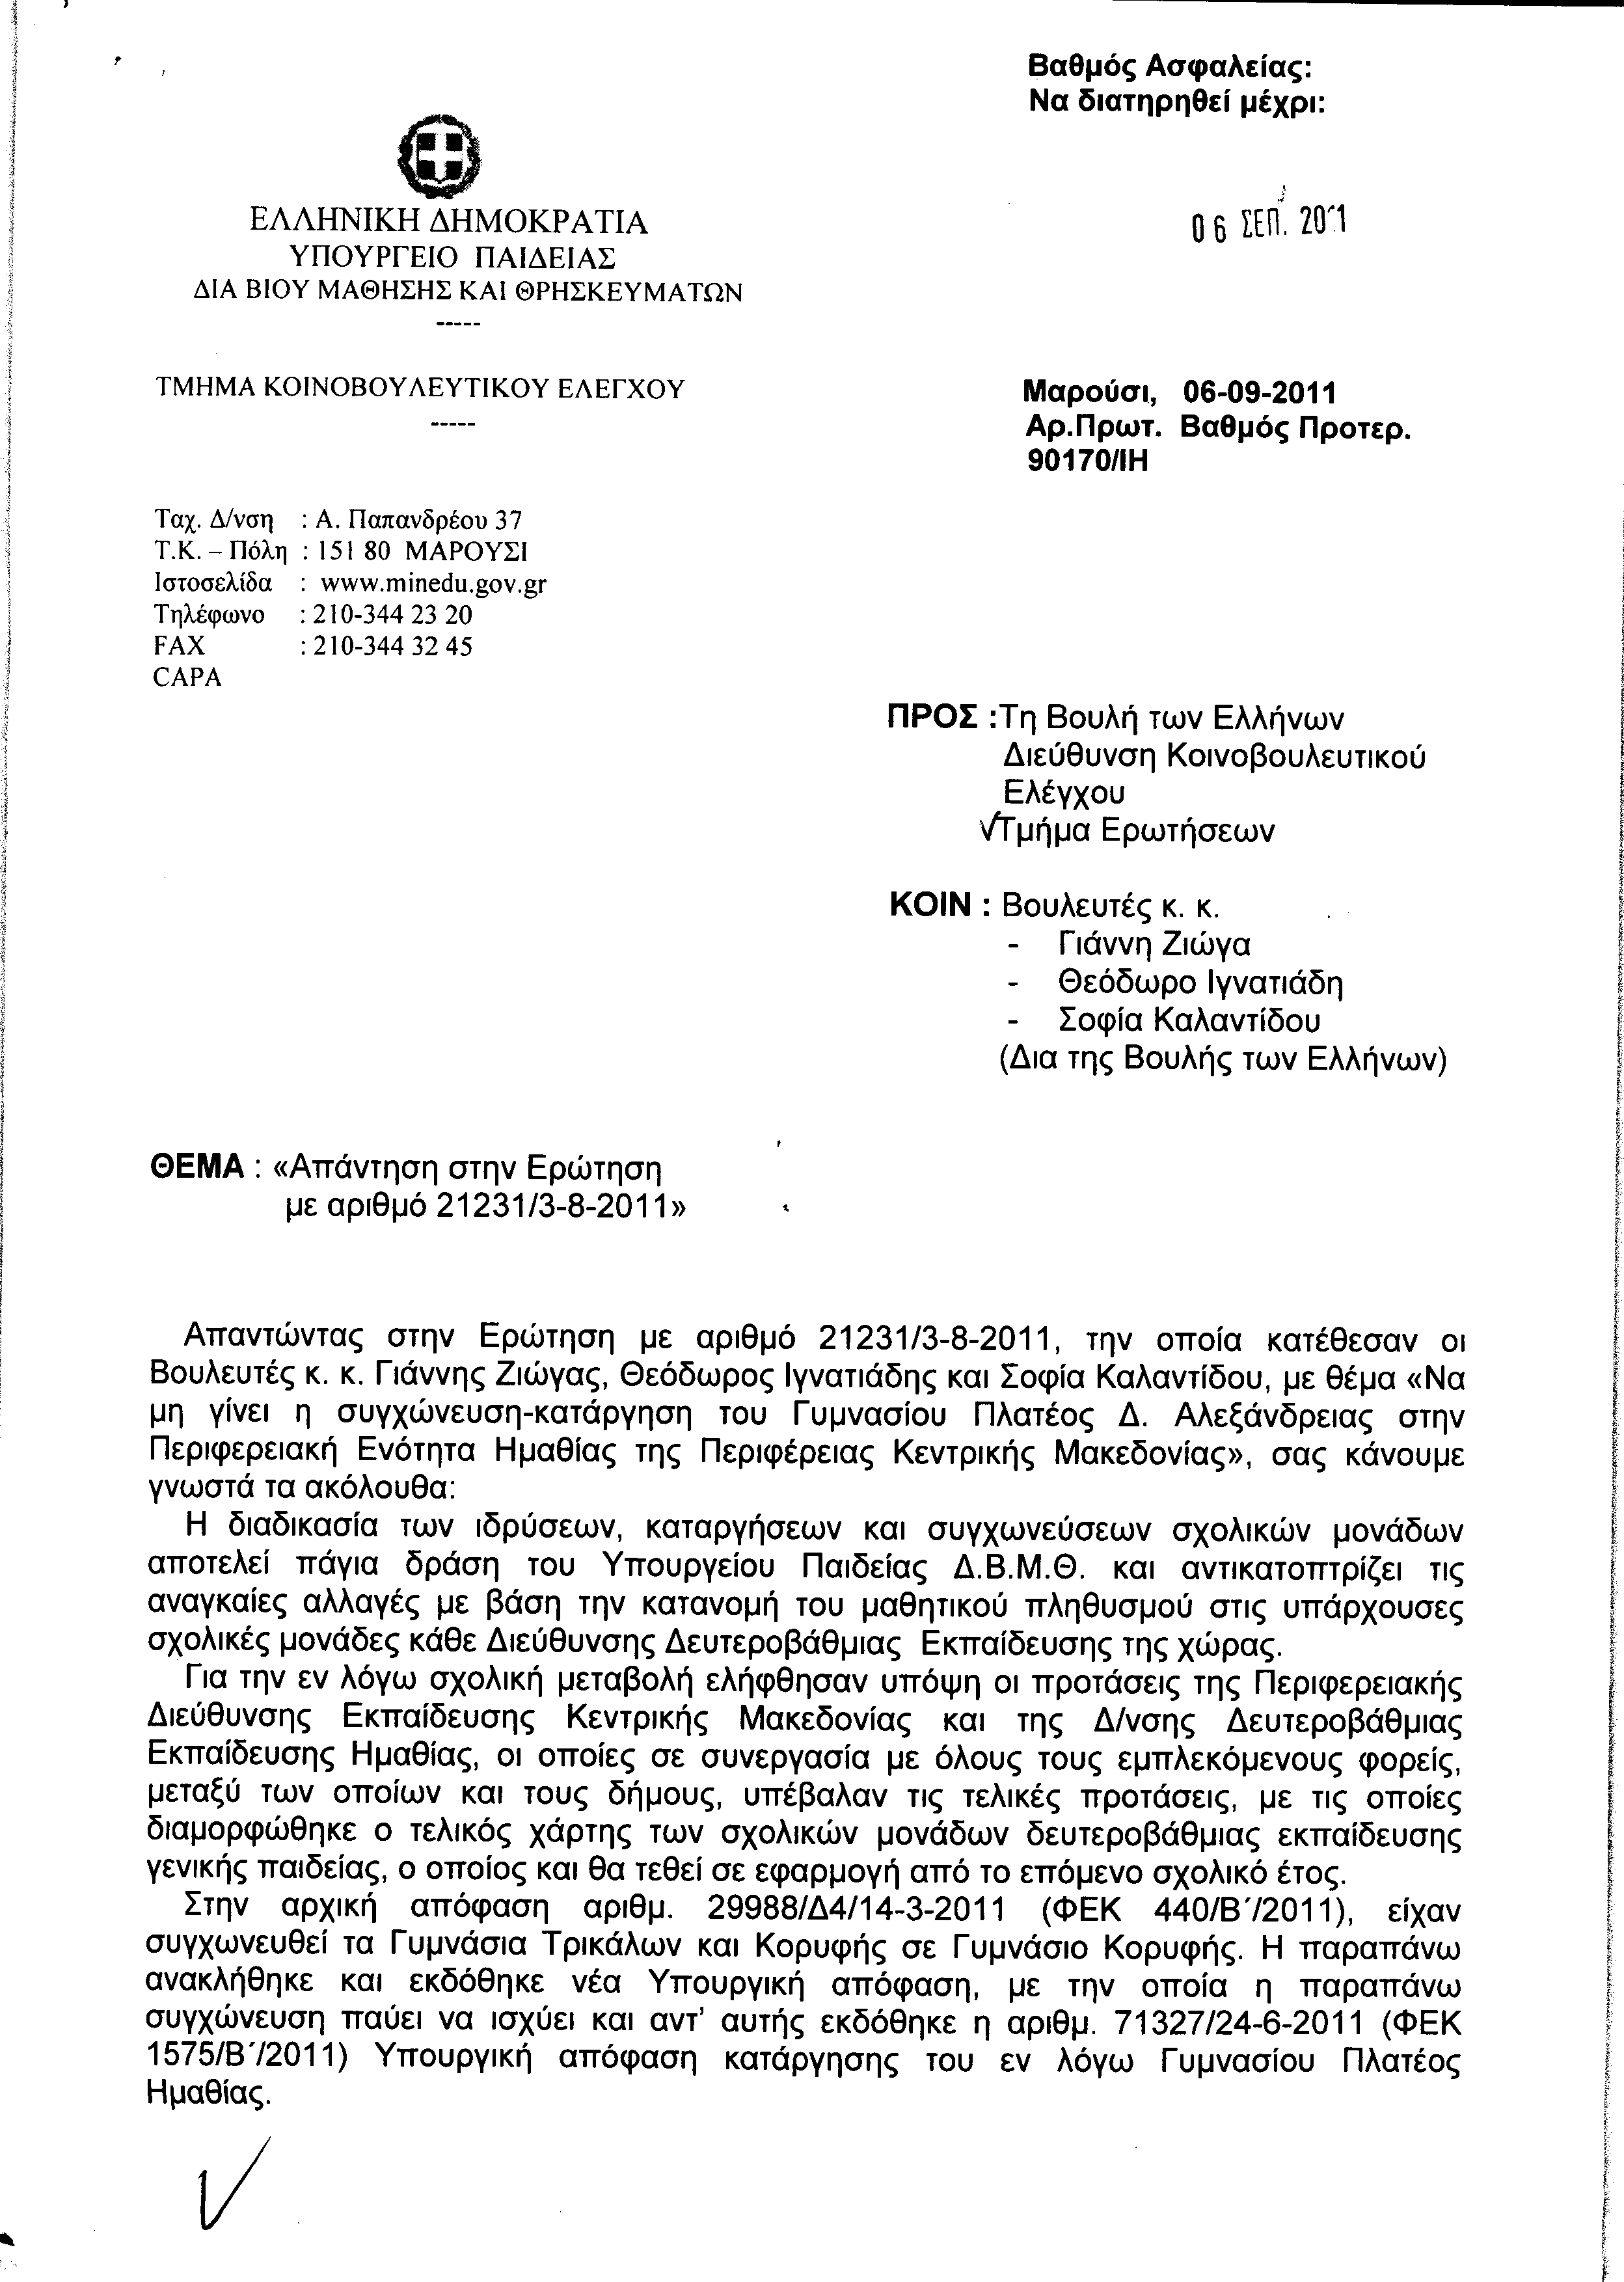 Βαθμός Ασφαλείας:
Να διατηρηθεί μέχρι:
ΕΛΛΗΝΙΚΗ ΔΗΜΟΚΡΑΤΙΑ
ΥΠΟΥΡΓΕΙΟ ΠΑΙΔΕΙΑΣ
ΔΙΑ ΒΙΟΥ ΜΑΘΗΣΗΣ ΚΑΙ ΘΡΗΣΚΕΥΜΑΤΩΝ
-----
06 ΣΕΠ. 201
ΤΜΗΜΑ ΚΟΙΝΟΒΟΥΛΕΥΤΙΚΟΥ ΕΛΕΓΧΟΥ
-----
Μαρούσι, 06-09-2011
Αρ.Πρωτ. Βαθμός Προτερ.
90170/ΙΗ
Ταχ. Δ/νση : Α. Παπανδρέου 37
Τ.Κ. – Πόλη : 151 80 ΜΑΡΟΥΣΙ
Ιστοσελίδα : www.minedu.gov.gr
Τηλέφωνο : 210-344 23 20
FAX : 210-344 32 45
CAPA
ΠΡΟΣ :Τη Βουλή των Ελλήνων
Διεύθυνση Κοινοβουλευτικού
Ελέγχου
√Τμήμα Ερωτήσεων
ΚΟΙΝ : Βουλευτές κ. κ.
- Γιάννη Ζιώγα
- Θεόδωρο Ιγνατιάδη
- Σοφία Καλαντίδου
(Δια της Βουλής των Ελλήνων)
ΘΕΜΑ : «Απάντηση στην Ερώτηση
με αριθμό 21231/3-8-2011»
Απαντώντας στην Ερώτηση με αριθμό 21231/3-8-2011, την οποία κατέθεσαν οι
Βουλευτές κ. κ. Γιάννης Ζιώγας, Θεόδωρος Ιγνατιάδης και Σοφία Καλαντίδου, με θέμα «Να
μη γίνει η συγχώνευση-κατάργηση του Γυμνασίου Πλατέος Δ. Αλεξάνδρειας στην
Περιφερειακή Ενότητα Ημαθίας της Περιφέρειας Κεντρικής Μακεδονίας», σας κάνουμε
γνωστά τα ακόλουθα:
Η διαδικασία των ιδρύσεων, καταργήσεων και συγχωνεύσεων σχολικών μονάδων
αποτελεί πάγια δράση του Υπουργείου Παιδείας Δ.Β.Μ.Θ. και αντικατοπτρίζει τις
αναγκαίες αλλαγές με βάση την κατανομή του μαθητικού πληθυσμού στις υπάρχουσες
σχολικές μονάδες κάθε Διεύθυνσης Δευτεροβάθμιας Εκπαίδευσης της χώρας.
Για την εν λόγω σχολική μεταβολή ελήφθησαν υπόψη οι προτάσεις της Περιφερειακής
Διεύθυνσης Εκπαίδευσης Κεντρικής Μακεδονίας και της Δ/νσης Δευτεροβάθμιας
Εκπαίδευσης Ημαθίας, οι οποίες σε συνεργασία με όλους τους εμπλεκόμενους φορείς,
μεταξύ των οποίων και τους δήμους, υπέβαλαν τις τελικές προτάσεις, με τις οποίες
διαμορφώθηκε ο τελικός χάρτης των σχολικών μονάδων δευτεροβάθμιας εκπαίδευσης
γενικής παιδείας, ο οποίος και θα τεθεί σε εφαρμογή από το επόμενο σχολικό έτος.
Στην αρχική απόφαση αριθμ. 29988/Δ4/14-3-2011 (ΦΕΚ 440/Β΄/2011), είχαν
συγχωνευθεί τα Γυμνάσια Τρικάλων και Κορυφής σε Γυμνάσιο Κορυφής. Η παραπάνω
ανακλήθηκε και εκδόθηκε νέα Υπουργική απόφαση, με την οποία η παραπάνω
συγχώνευση παύει να ισχύει και αντ’ αυτής εκδόθηκε η αριθμ. 71327/24-6-2011 (ΦΕΚ
1575/Β΄/2011) Υπουργική απόφαση κατάργησης του εν λόγω Γυμνασίου Πλατέος
Ημαθίας.